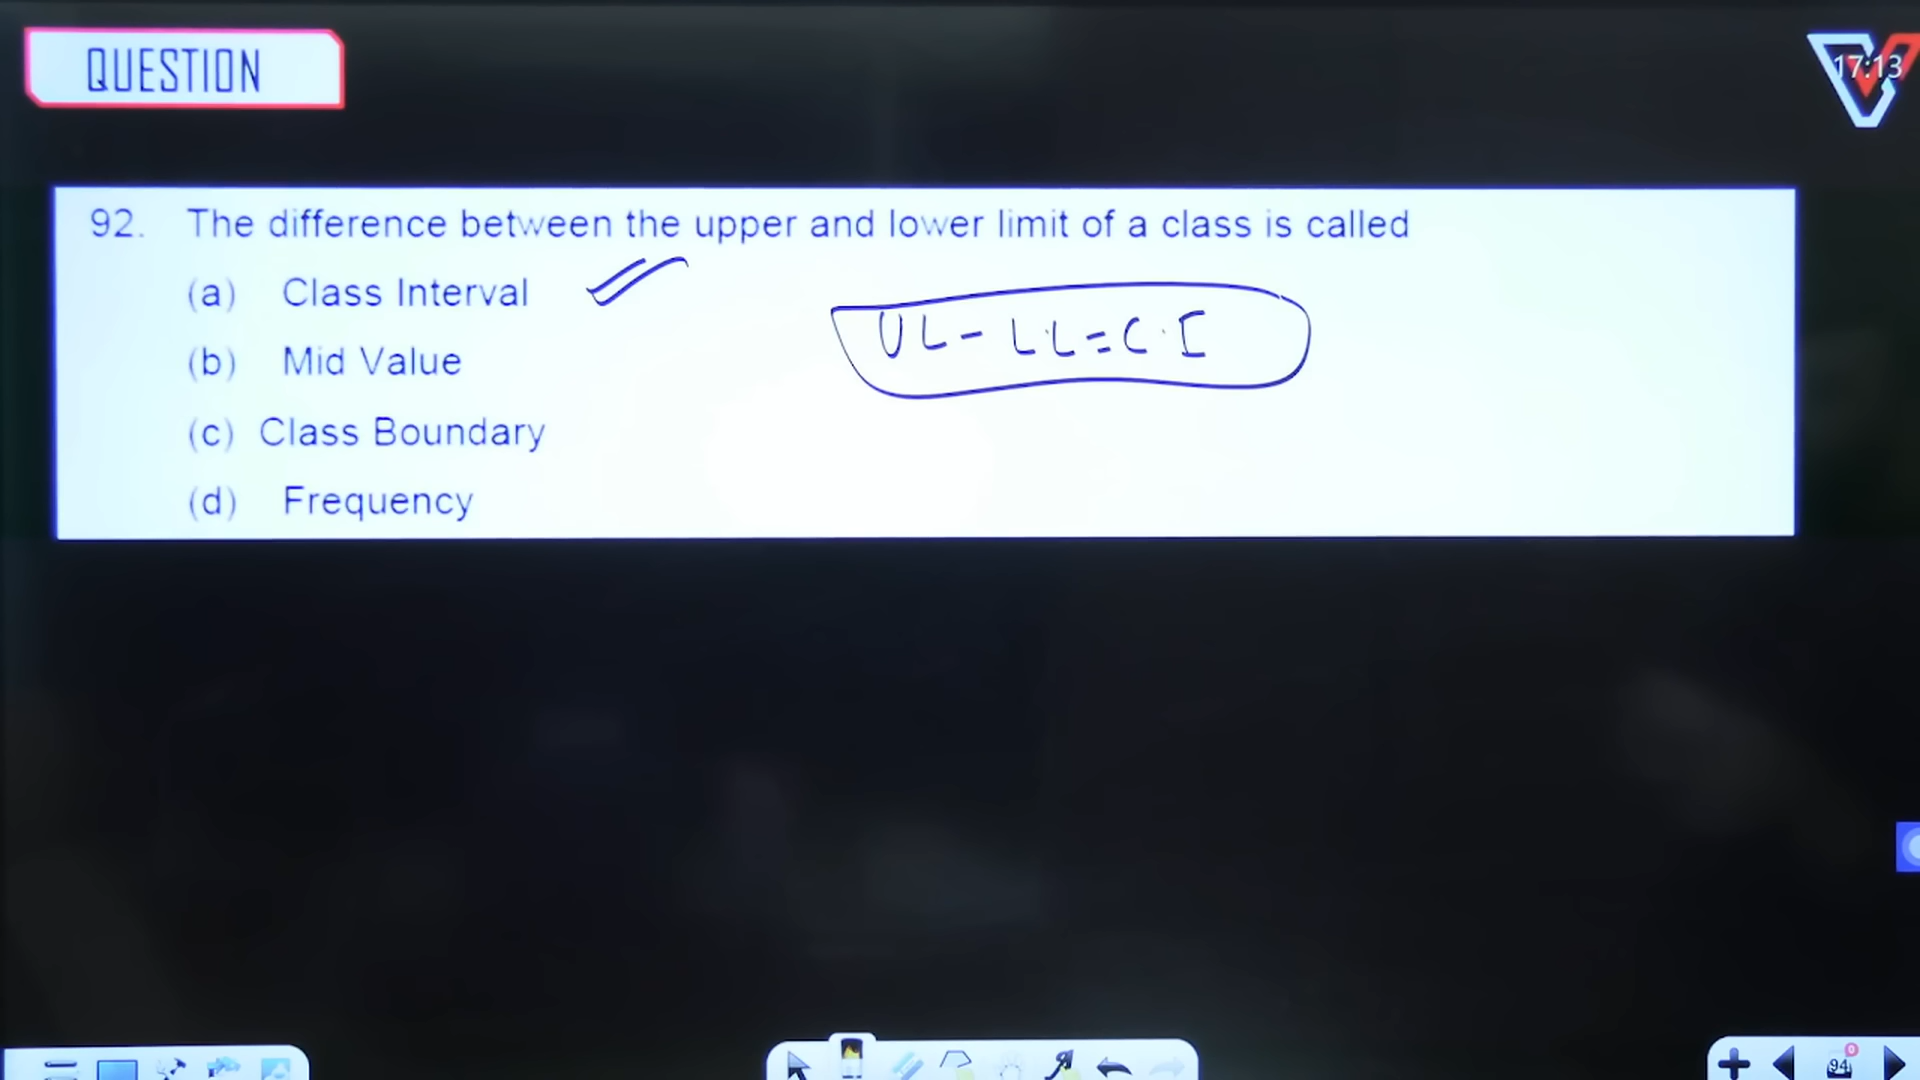 QUESTION
17:13
92. The difference between the upper and lower limit of a class is called
(a) Class Interval
UL - L.L = C.I
(b) Mid Value
(c) Class Boundary
(d) Frequency
94
0